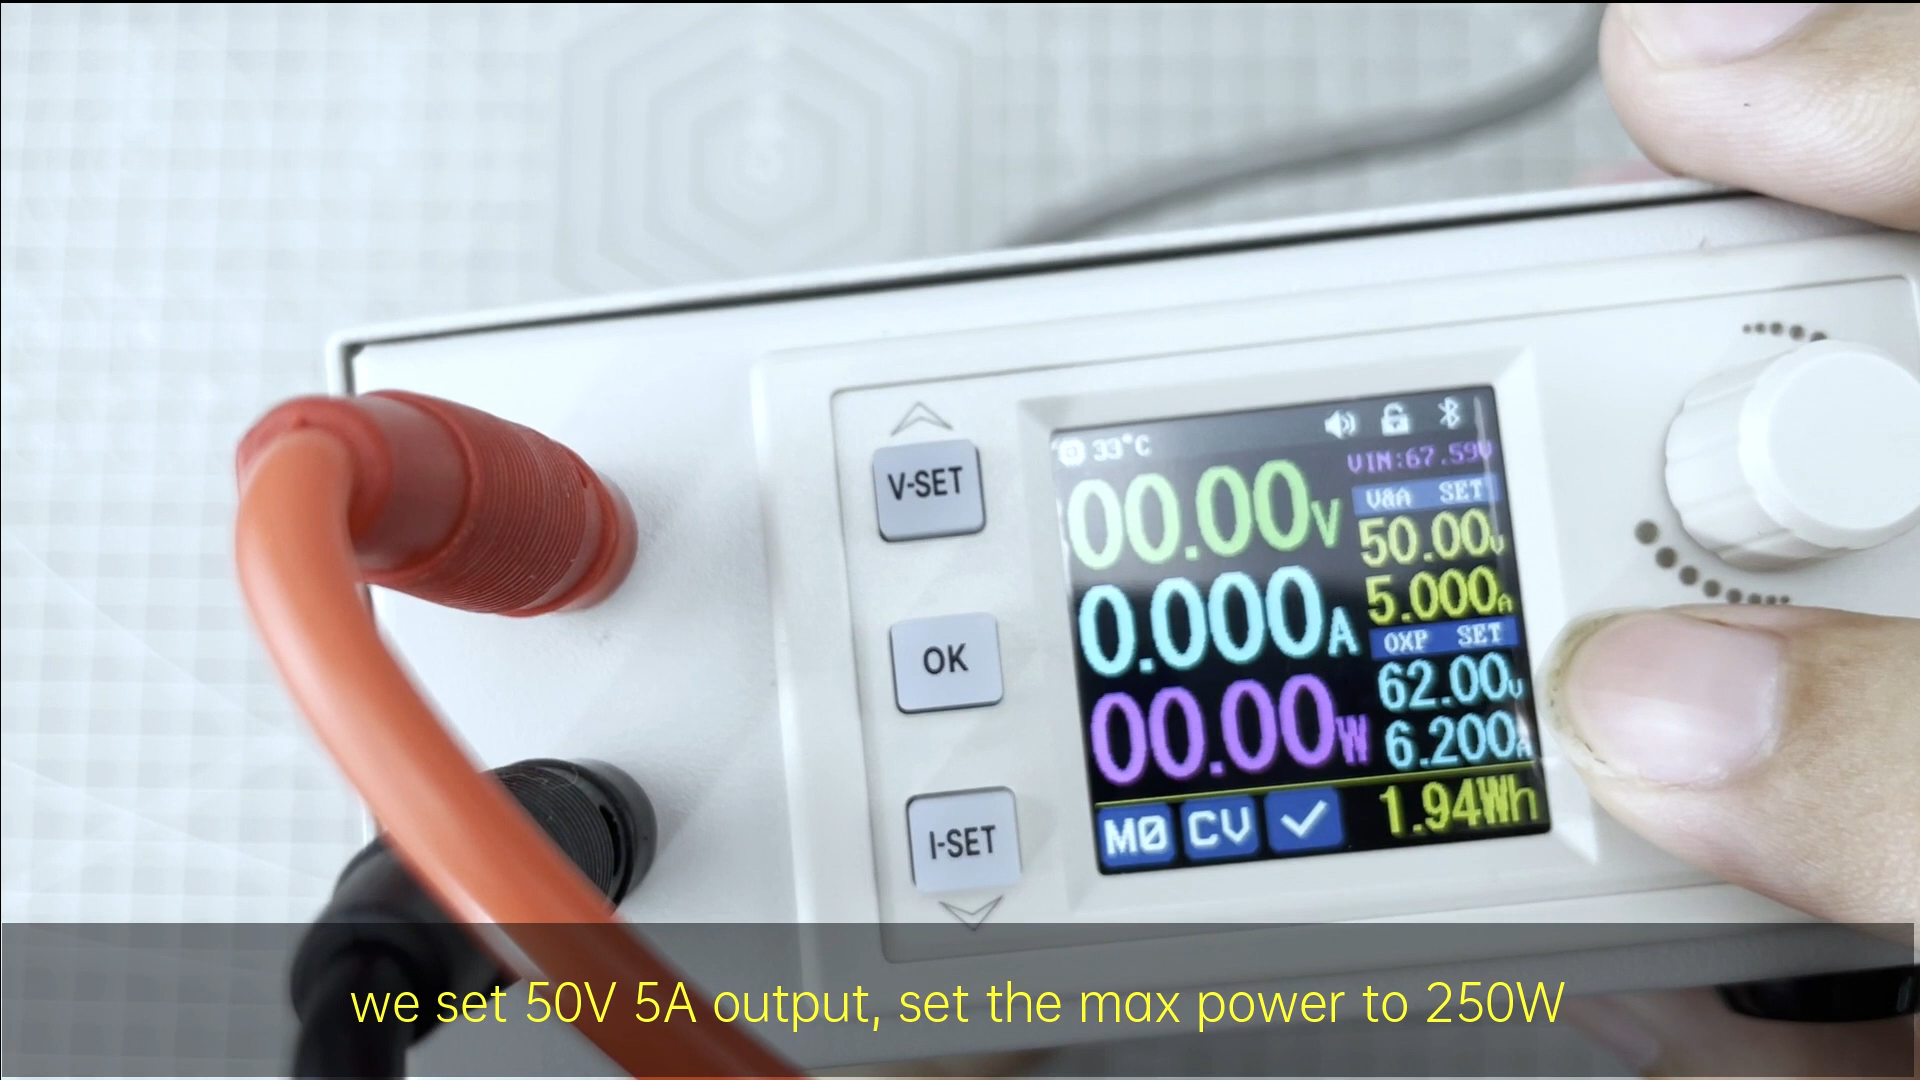 V-SET
OK
I-SET
33°C
VIN:67.59V
00.00V
0.000A
00.00W
V&A SET
50.00V
5.000A
OXP SET
62.00V
6.200A
M0 CV
1.94Wh
we set 50V 5A output, set the max power to 250W